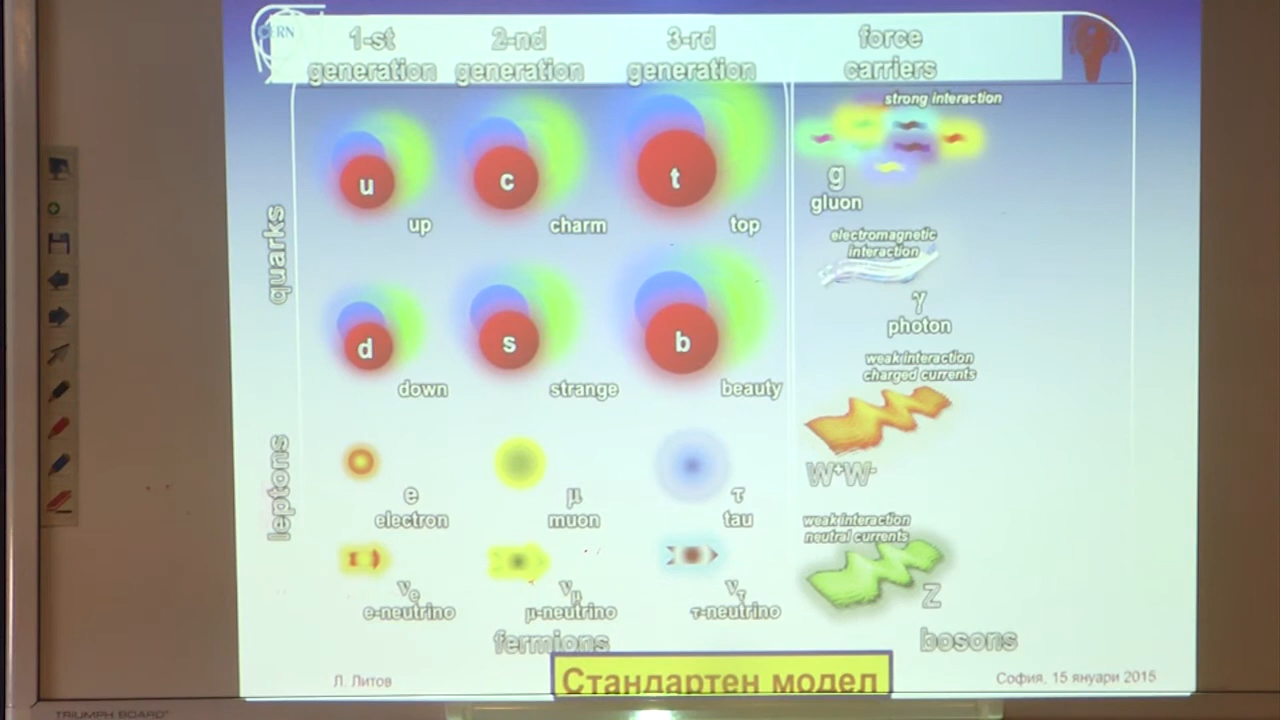 CERN
1-st
generation
2-nd
generation
3-rd
generation
force
carriers
quarks
u
up
c
charm
t
top
strong interaction
g
gluon
d
down
s
strange
b
beauty
electromagnetic
interaction
γ
photon
weak interaction
charged currents
W⁺W⁻
leptons
e
electron
μ
muon
τ
tau
weak interaction
neutral currents
Z
νe
e-neutrino
νμ
μ-neutrino
ντ
τ-neutrino
fermions
bosons
Л. Литов
Стандартен модел
София, 15 януари 2015
TRIUMPH BOARD